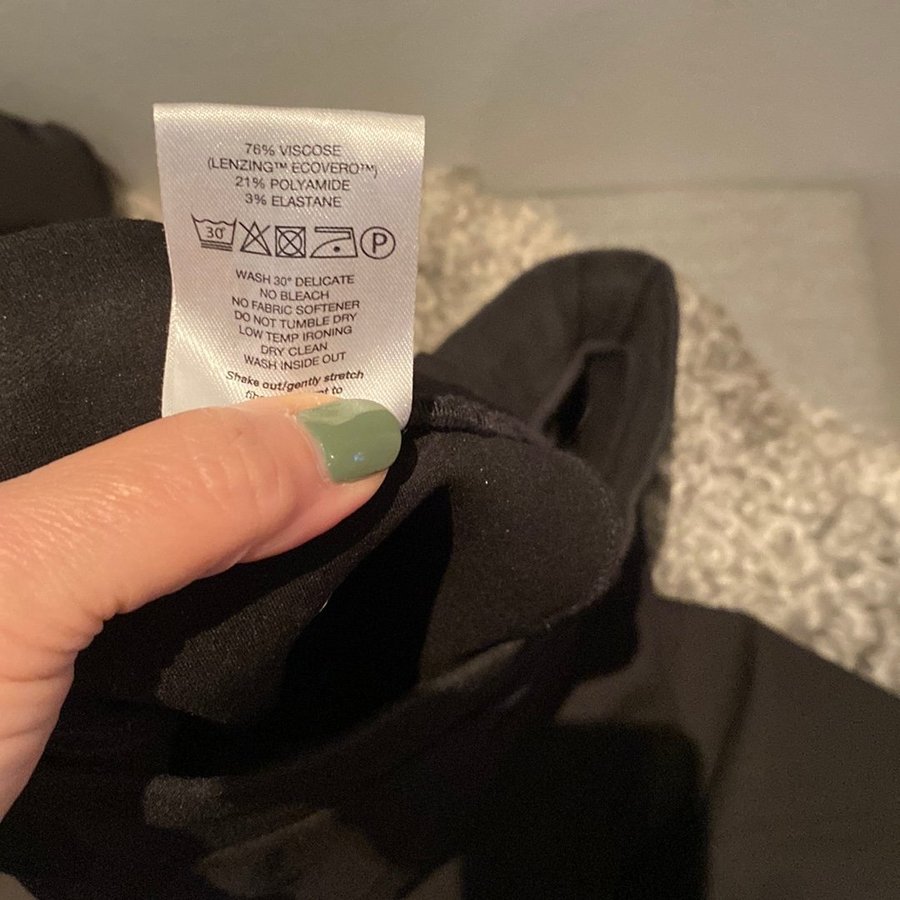 76% VISCOSE
(LENZING™ ECOVERO™)
21% POLYAMIDE
3% ELASTANE
30 P
WASH 30° DELICATE
NO BLEACH
NO FABRIC SOFTENER
DO NOT TUMBLE DRY
LOW TEMP IRONING
DRY CLEAN
WASH INSIDE OUT
Shake out/gently stretch
to